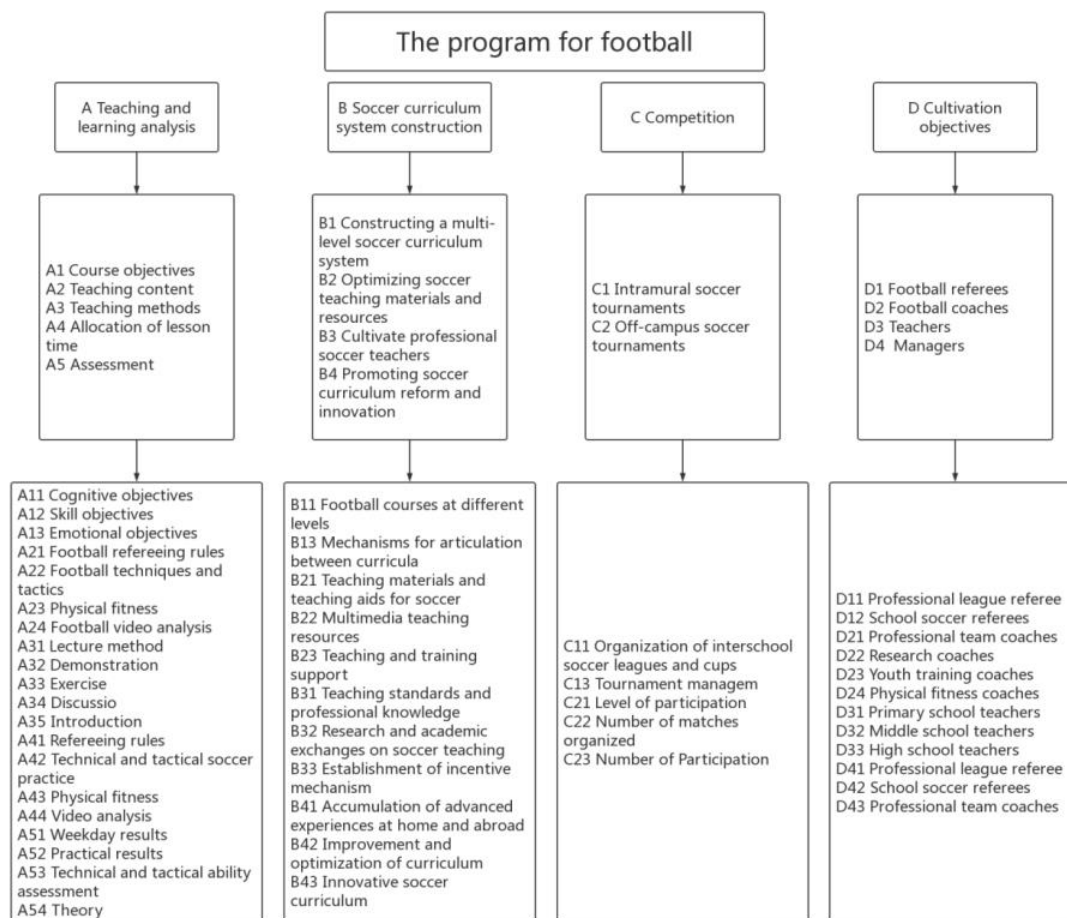 The program for football
A Teaching and
learning analysis
B Soccer curriculum
system construction
C Competition
D Cultivation
objectives
A1 Course objectives
A2 Teaching content
A3 Teaching methods
A4 Allocation of lesson
time
A5 Assessment
B1 Constructing a multi-
level soccer curriculum
system
B2 Optimizing soccer
teaching materials and
resources
B3 Cultivate professional
soccer teachers
B4 Promoting soccer
curriculum reform and
innovation
C1 Intramural soccer
tournaments
C2 Off-campus soccer
tournaments
D1 Football referees
D2 Football coaches
D3 Teachers
D4 Managers
A11 Cognitive objectives
A12 Skill objectives
A13 Emotional objectives
A21 Football refereeing rules
A22 Football techniques and
tactics
A23 Physical fitness
A24 Football video analysis
A31 Lecture method
A32 Demonstration
A33 Exercise
A34 Discussio
A35 Introduction
A41 Refereeing rules
A42 Technical and tactical soccer
practice
A43 Physical fitness
A44 Video analysis
A51 Weekday results
A52 Practical results
A53 Technical and tactical ability
assessment
A54 Theory
B11 Football courses at different
levels
B13 Mechanisms for articulation
between curricula
B21 Teaching materials and
teaching aids for soccer
B22 Multimedia teaching
resources
B23 Teaching and training
support
B31 Teaching standards and
professional knowledge
B32 Research and academic
exchanges on soccer teaching
B33 Establishment of incentive
mechanism
B41 Accumulation of advanced
experiences at home and abroad
B42 Improvement and
optimization of curriculum
B43 Innovative soccer
curriculum
C11 Organization of interschool
soccer leagues and cups
C13 Tournament managem
C21 Level of participation
C22 Number of matches
organized
C23 Number of Participation
D11 Professional league referee
D12 School soccer referees
D21 Professional team coaches
D22 Research coaches
D23 Youth training coaches
D24 Physical fitness coaches
D31 Primary school teachers
D32 Middle school teachers
D33 High school teachers
D41 Professional league referee
D42 School soccer referees
D43 Professional team coaches